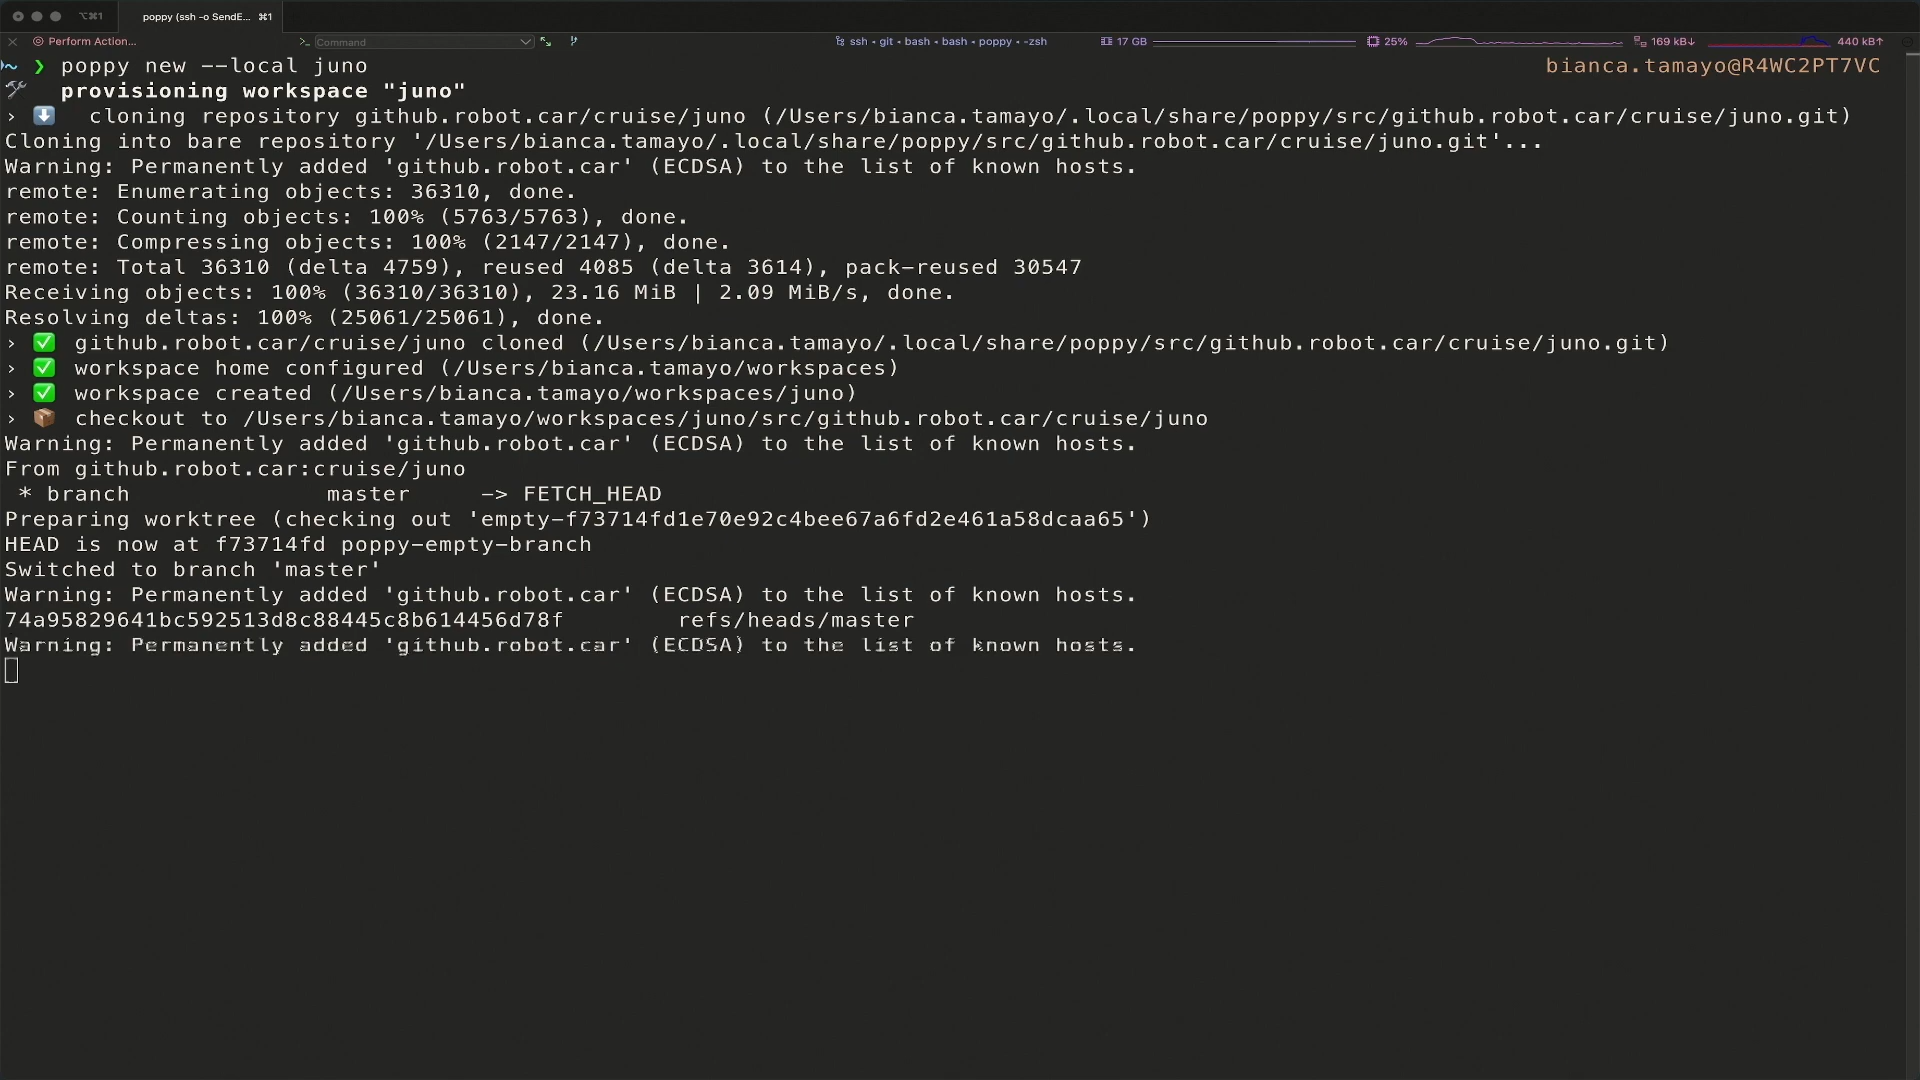 ⌥⌘1 poppy (ssh -o SendE... ⌘1
Perform Action... Command ssh • git • bash • bash • poppy • -zsh 17 GB 25% 169 kB↓ 440 kB↑
~ ❯ poppy new --local juno bianca.tamayo@R4WC2PT7VC
provisioning workspace "juno"
› ⬇️ cloning repository github.robot.car/cruise/juno (/Users/bianca.tamayo/.local/share/poppy/src/github.robot.car/cruise/juno.git)
Cloning into bare repository '/Users/bianca.tamayo/.local/share/poppy/src/github.robot.car/cruise/juno.git'...
Warning: Permanently added 'github.robot.car' (ECDSA) to the list of known hosts.
remote: Enumerating objects: 36310, done.
remote: Counting objects: 100% (5763/5763), done.
remote: Compressing objects: 100% (2147/2147), done.
remote: Total 36310 (delta 4759), reused 4085 (delta 3614), pack-reused 30547
Receiving objects: 100% (36310/36310), 23.16 MiB | 2.09 MiB/s, done.
Resolving deltas: 100% (25061/25061), done.
› ✅ github.robot.car/cruise/juno cloned (/Users/bianca.tamayo/.local/share/poppy/src/github.robot.car/cruise/juno.git)
› ✅ workspace home configured (/Users/bianca.tamayo/workspaces)
› ✅ workspace created (/Users/bianca.tamayo/workspaces/juno)
› 📦 checkout to /Users/bianca.tamayo/workspaces/juno/src/github.robot.car/cruise/juno
Warning: Permanently added 'github.robot.car' (ECDSA) to the list of known hosts.
From github.robot.car:cruise/juno
* branch master -> FETCH_HEAD
Preparing worktree (checking out 'empty-f73714fd1e70e92c4bee67a6fd2e461a58dcaa65')
HEAD is now at f73714fd poppy-empty-branch
Switched to branch 'master'
Warning: Permanently added 'github.robot.car' (ECDSA) to the list of known hosts.
74a95829641bc592513d8c88445c8b614456d78f refs/heads/master
Warning: Permanently added 'github.robot.car' (ECDSA) to the list of known hosts.